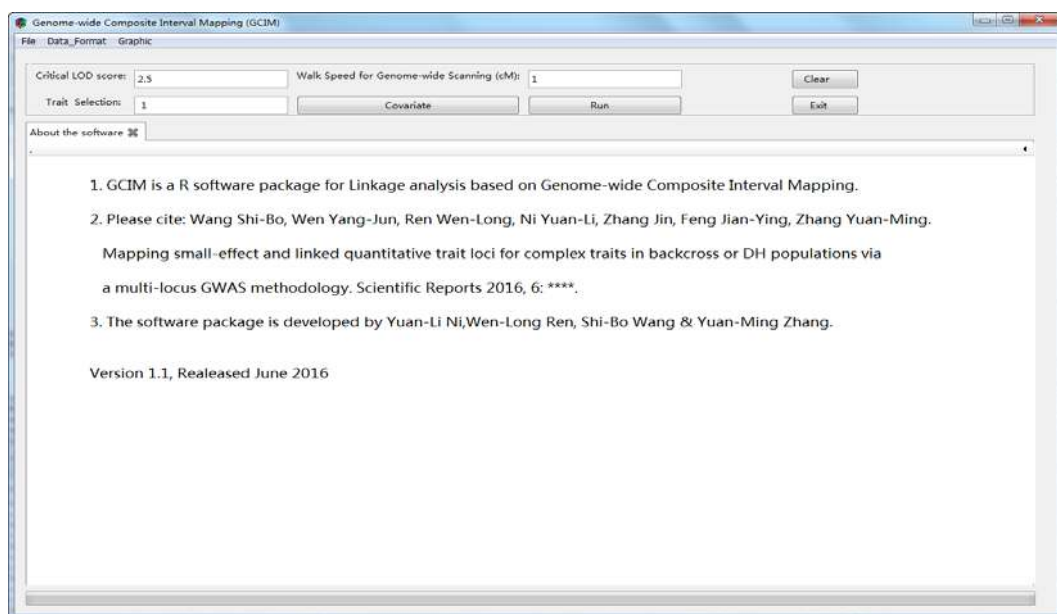 Genome-wide Composite Interval Mapping (GCIM)
File Data_Format Graphic
Critical LOD score: 2.5 Walk Speed for Genome-wide Scanning (cM): 1 Clear
Trait Selection: 1 Covariate Run Exit
About the software
1. GCIM is a R software package for Linkage analysis based on Genome-wide Composite Interval Mapping.
2. Please cite: Wang Shi-Bo, Wen Yang-Jun, Ren Wen-Long, Ni Yuan-Li, Zhang Jin, Feng Jian-Ying, Zhang Yuan-Ming.
Mapping small-effect and linked quantitative trait loci for complex traits in backcross or DH populations via
a multi-locus GWAS methodology. Scientific Reports 2016, 6: ****.
3. The software package is developed by Yuan-Li Ni,Wen-Long Ren, Shi-Bo Wang & Yuan-Ming Zhang.
Version 1.1, Realeased June 2016